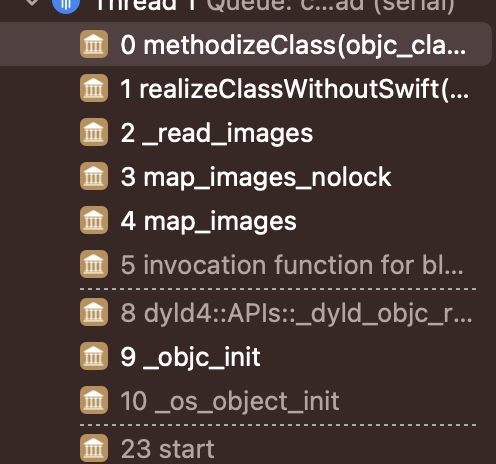 Thread 1 Queue: c...ad (serial)
0 methodizeClass(objc_cla...
1 realizeClassWithoutSwift(...
2 _read_images
3 map_images_nolock
4 map_images
5 invocation function for bl...
8 dyld4::APIs::_dyld_objc_r...
9 _objc_init
10 _os_object_init
23 start